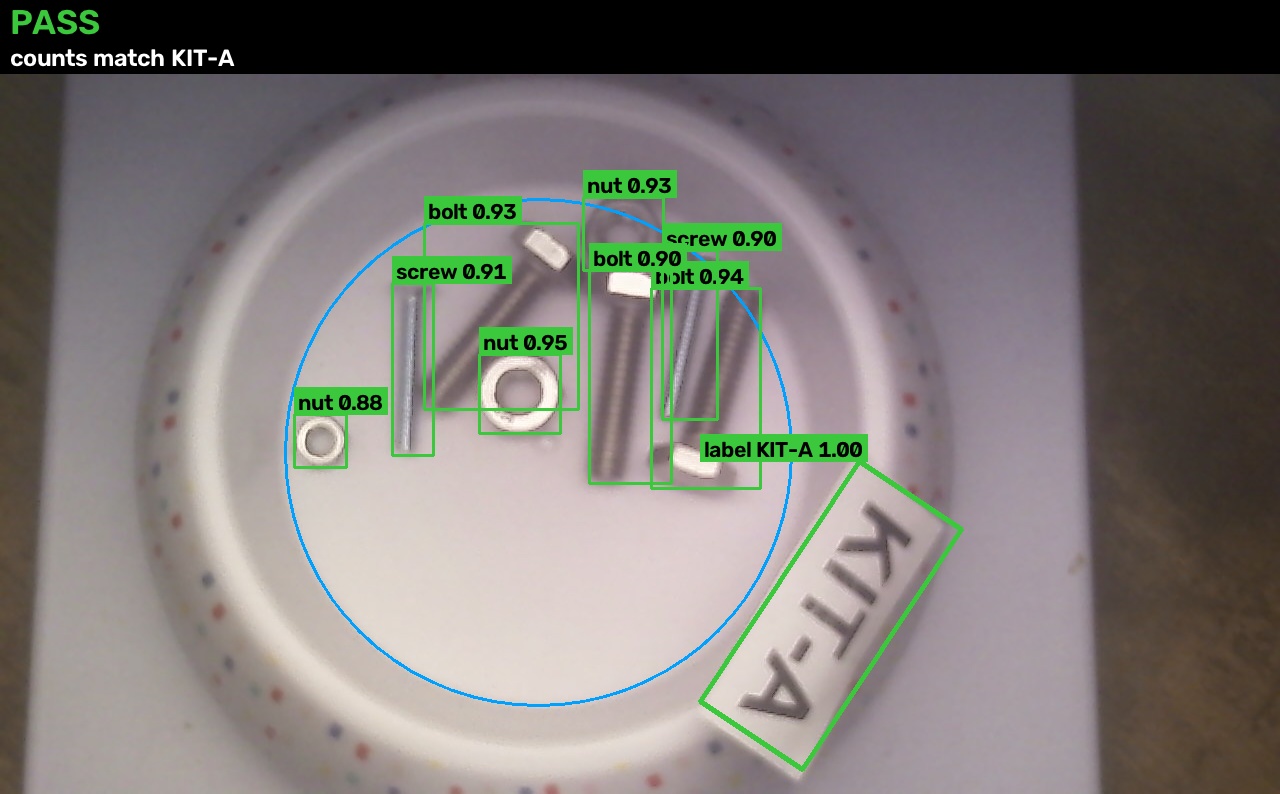 PASS
counts match KIT-A
nut 0.93
bolt 0.93
screw 0.90
bolt 0.90
screw 0.91
bolt 0.94
nut 0.95
nut 0.88
label KIT-A 1.00
KIT-A